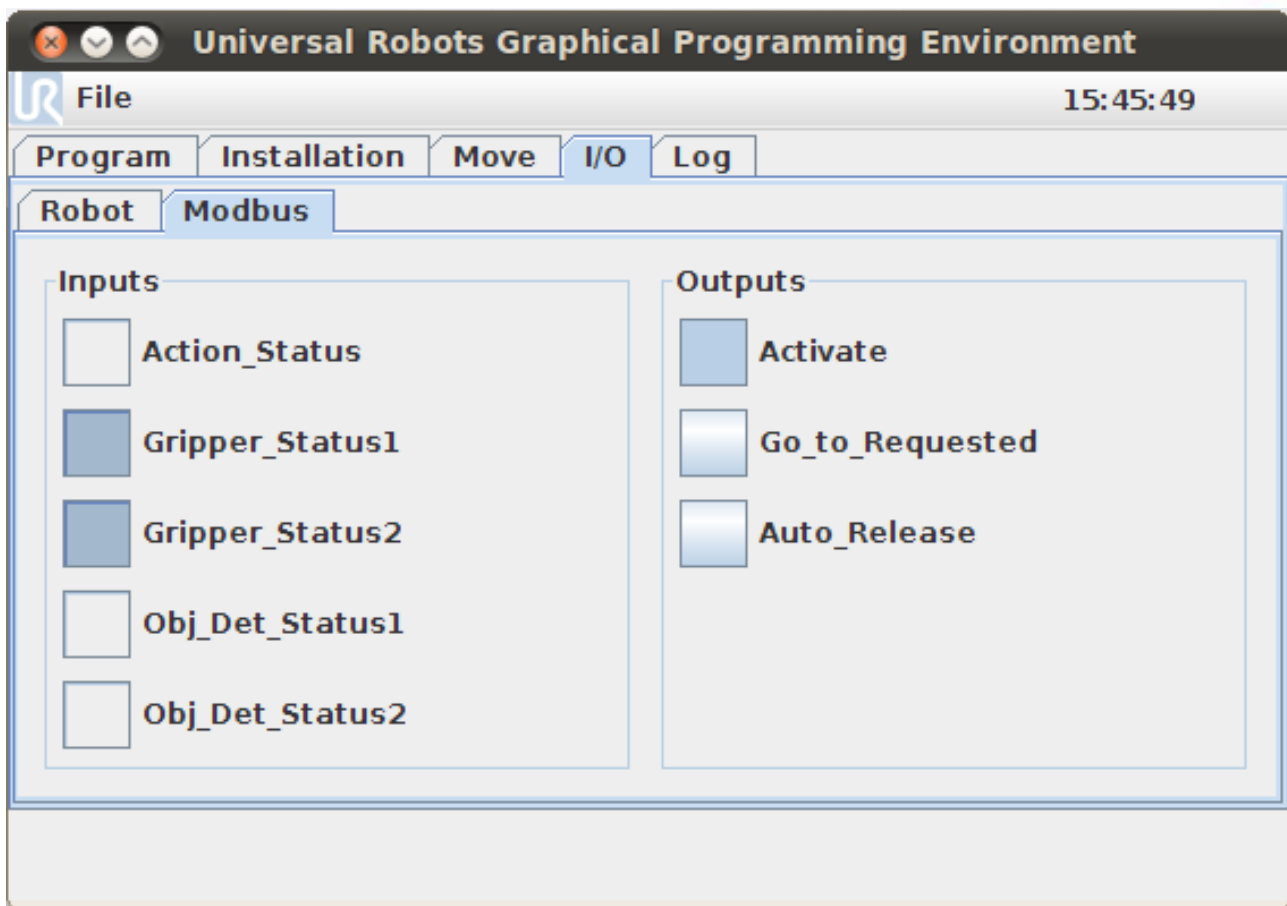 Universal Robots Graphical Programming Environment
File 15:45:49
Program Installation Move I/O Log
Robot Modbus
Inputs
Action_Status
Gripper_Status1
Gripper_Status2
Obj_Det_Status1
Obj_Det_Status2
Outputs
Activate
Go_to_Requested
Auto_Release